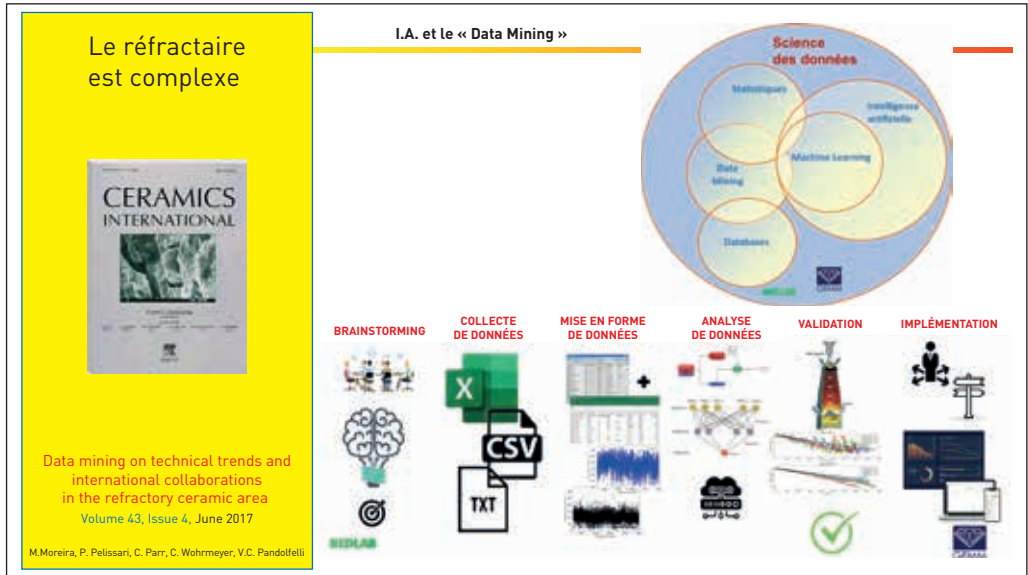 Le réfractaire
est complexe
CERAMICS
INTERNATIONAL
Data mining on technical trends and
international collaborations
in the refractory ceramic area
Volume 43, Issue 4, June 2017
M.Moreira, P. Pelissari, C. Parr, C. Wohrmeyer, V.C. Pandolfelli
I.A. et le « Data Mining »
Science
des données
Statistiques
Intelligence
artificielle
Machine Learning
Data
Mining
Databases
BRAINSTORMING
COLLECTE
DE DONNÉES
MISE EN FORME
DE DONNÉES
ANALYSE
DE DONNÉES
VALIDATION
IMPLÉMENTATION
X
CSV
TXT
+